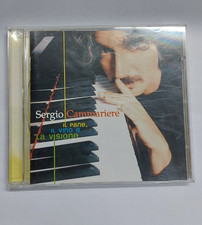 Sergio Cammariere
il pane,
il vino e
la visione